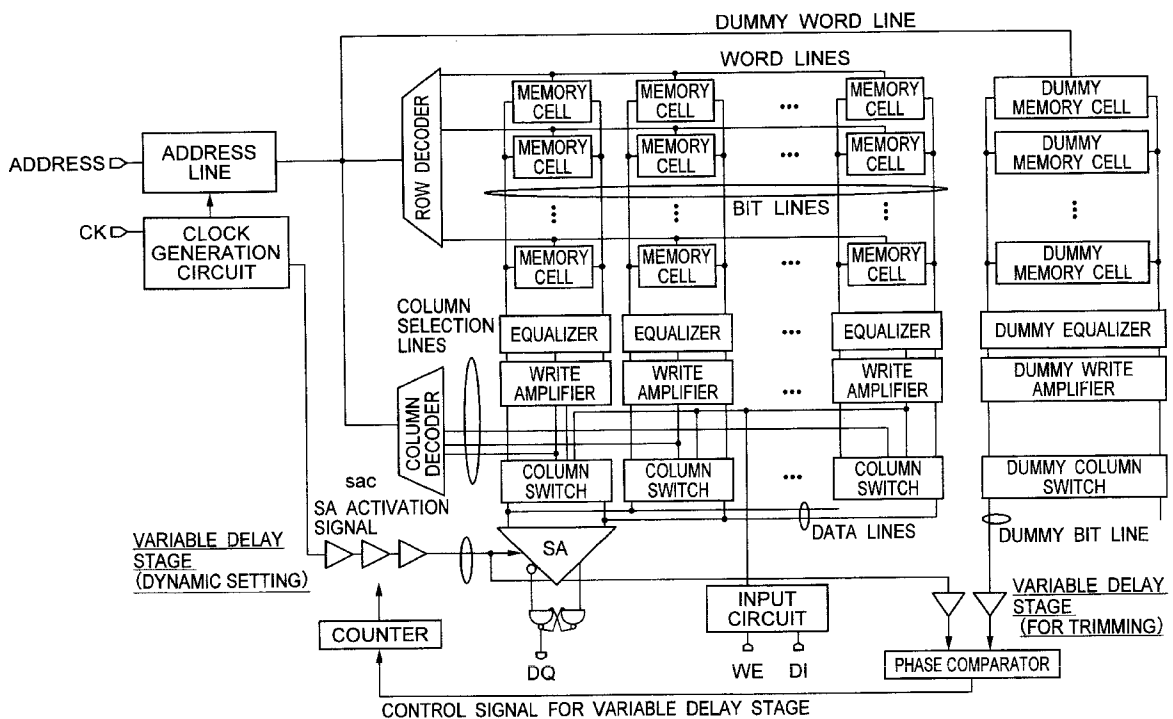 DUMMY WORD LINE
WORD LINES
ROW DECODER
MEMORY CELL
MEMORY CELL
...
MEMORY CELL
DUMMY MEMORY CELL
ADDRESS
ADDRESS LINE
MEMORY CELL
MEMORY CELL
...
MEMORY CELL
DUMMY MEMORY CELL
BIT LINES
CK
CLOCK GENERATION CIRCUIT
MEMORY CELL
MEMORY CELL
...
MEMORY CELL
DUMMY MEMORY CELL
COLUMN SELECTION LINES
EQUALIZER
EQUALIZER
...
EQUALIZER
DUMMY EQUALIZER
WRITE AMPLIFIER
WRITE AMPLIFIER
...
WRITE AMPLIFIER
DUMMY WRITE AMPLIFIER
COLUMN DECODER
COLUMN SWITCH
COLUMN SWITCH
...
COLUMN SWITCH
DUMMY COLUMN SWITCH
sac
SA ACTIVATION SIGNAL
SA
DATA LINES
DUMMY BIT LINE
VARIABLE DELAY STAGE
(DYNAMIC SETTING)
COUNTER
DQ
INPUT CIRCUIT
WE
DI
VARIABLE DELAY STAGE
(FOR TRIMMING)
PHASE COMPARATOR
CONTROL SIGNAL FOR VARIABLE DELAY STAGE